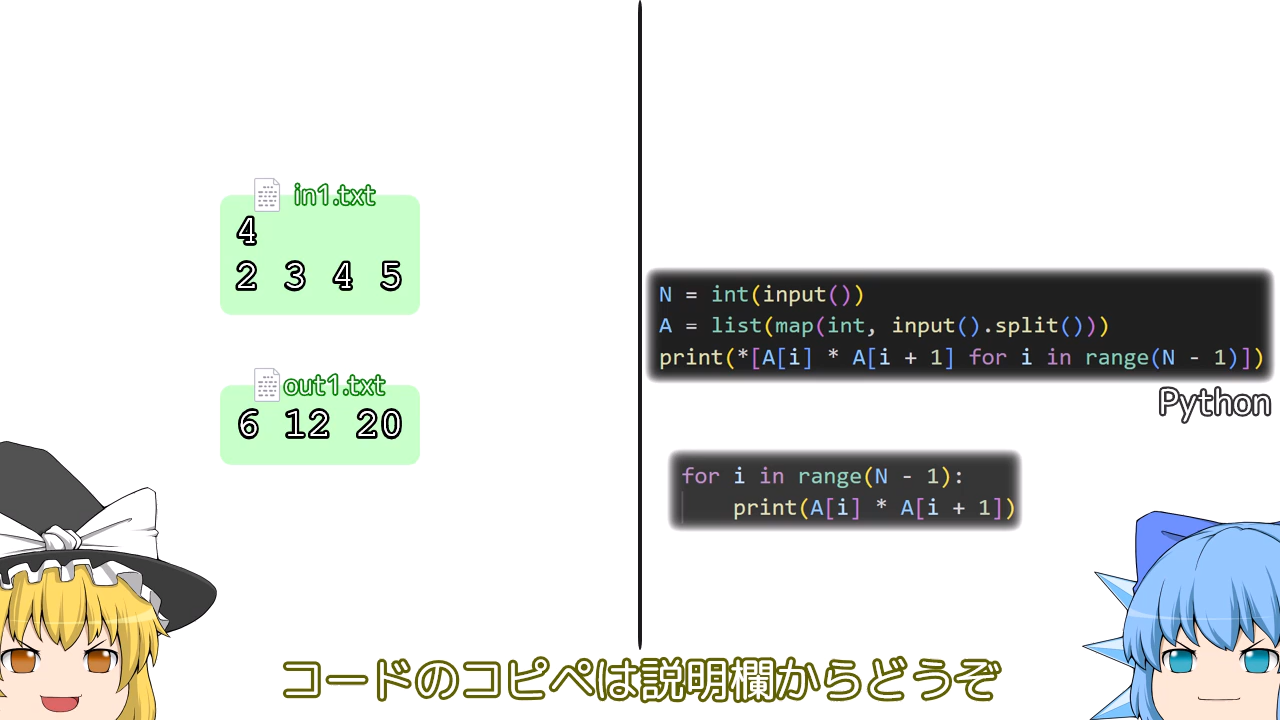 in1.txt
4
2 3 4 5
out1.txt
6 12 20
N = int(input())
A = list(map(int, input().split()))
print(*[A[i] * A[i + 1] for i in range(N - 1)])
Python
for i in range(N - 1):
    print(A[i] * A[i + 1])
コードのコピペは説明欄からどうぞ